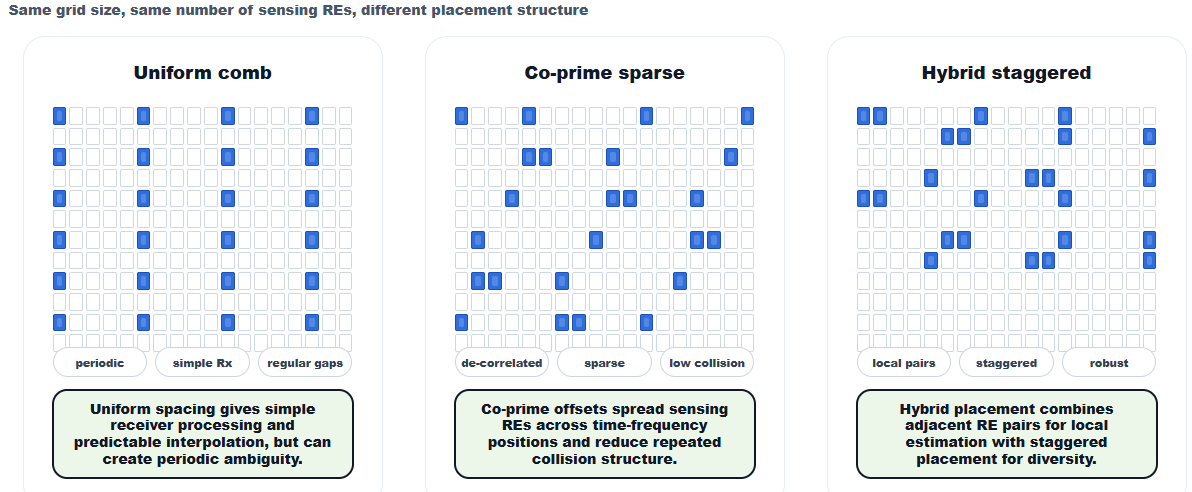 Same grid size, same number of sensing REs, different placement structure
Uniform comb
periodic
simple Rx
regular gaps
Uniform spacing gives simple
receiver processing and
predictable interpolation, but can
create periodic ambiguity.
Co-prime sparse
de-correlated
sparse
low collision
Co-prime offsets spread sensing
REs across time-frequency
positions and reduce repeated
collision structure.
Hybrid staggered
local pairs
staggered
robust
Hybrid placement combines
adjacent RE pairs for local
estimation with staggered
placement for diversity.